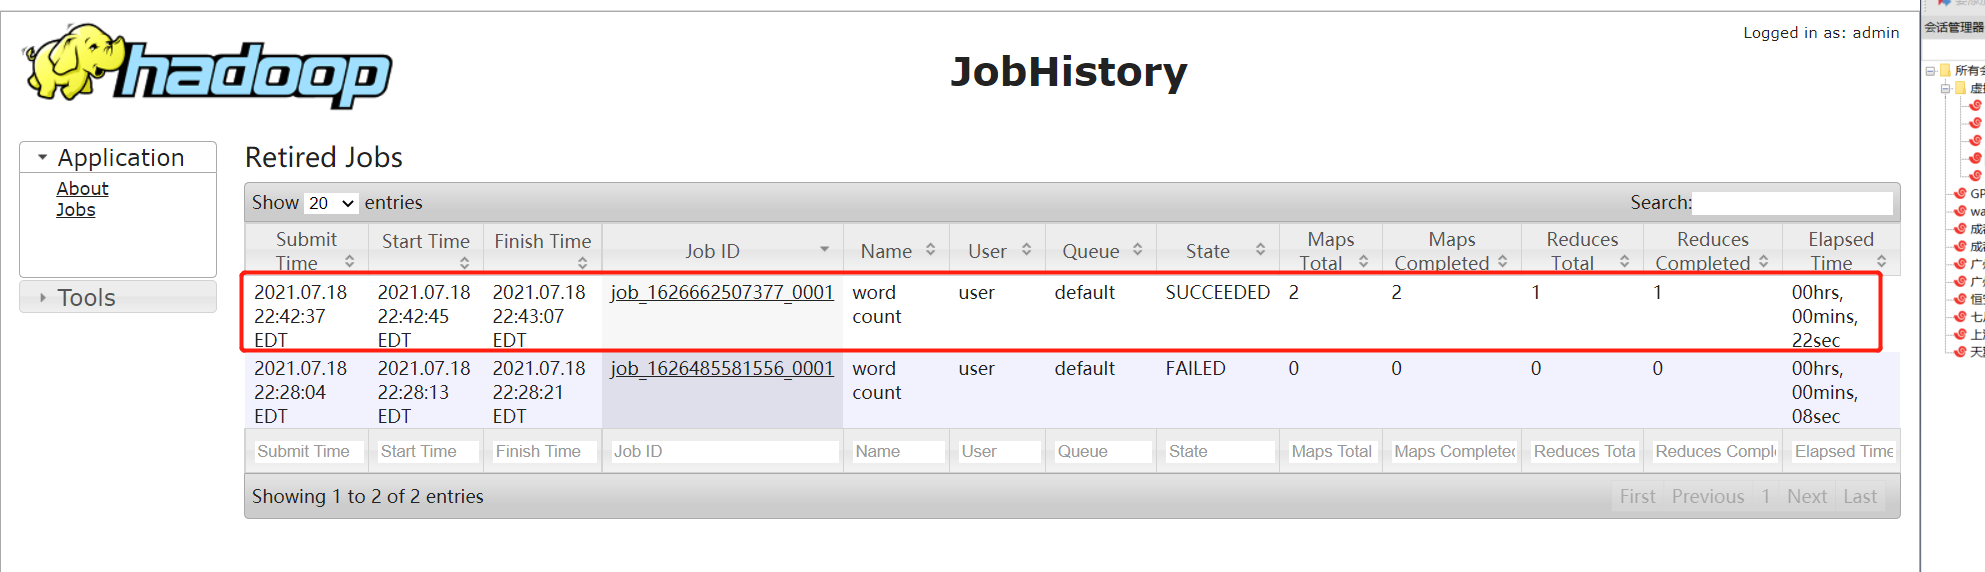 hadoop
JobHistory
Logged in as: admin
Application
About
Jobs
Tools
Retired Jobs
Show 20 entries
Search:
Submit Time
Start Time
Finish Time
Job ID
Name
User
Queue
State
Maps Total
Maps Completed
Reduces Total
Reduces Completed
Elapsed Time
2021.07.18 22:42:37 EDT
2021.07.18 22:42:45 EDT
2021.07.18 22:43:07 EDT
job_1626662507377_0001
word count
user
default
SUCCEEDED
2
2
1
1
00hrs, 00mins, 22sec
2021.07.18 22:28:04 EDT
2021.07.18 22:28:13 EDT
2021.07.18 22:28:21 EDT
job_1626485581556_0001
word count
user
default
FAILED
0
0
0
0
00hrs, 00mins, 08sec
Submit Time
Start Time
Finish Time
Job ID
Name
User
Queue
State
Maps Total
Maps Completed
Reduces Tota
Reduces Compl
Elapsed Time
Showing 1 to 2 of 2 entries
First Previous 1 Next Last
会话管理器
所有
GP
wa
成
成
广
广
恒
七
上
天